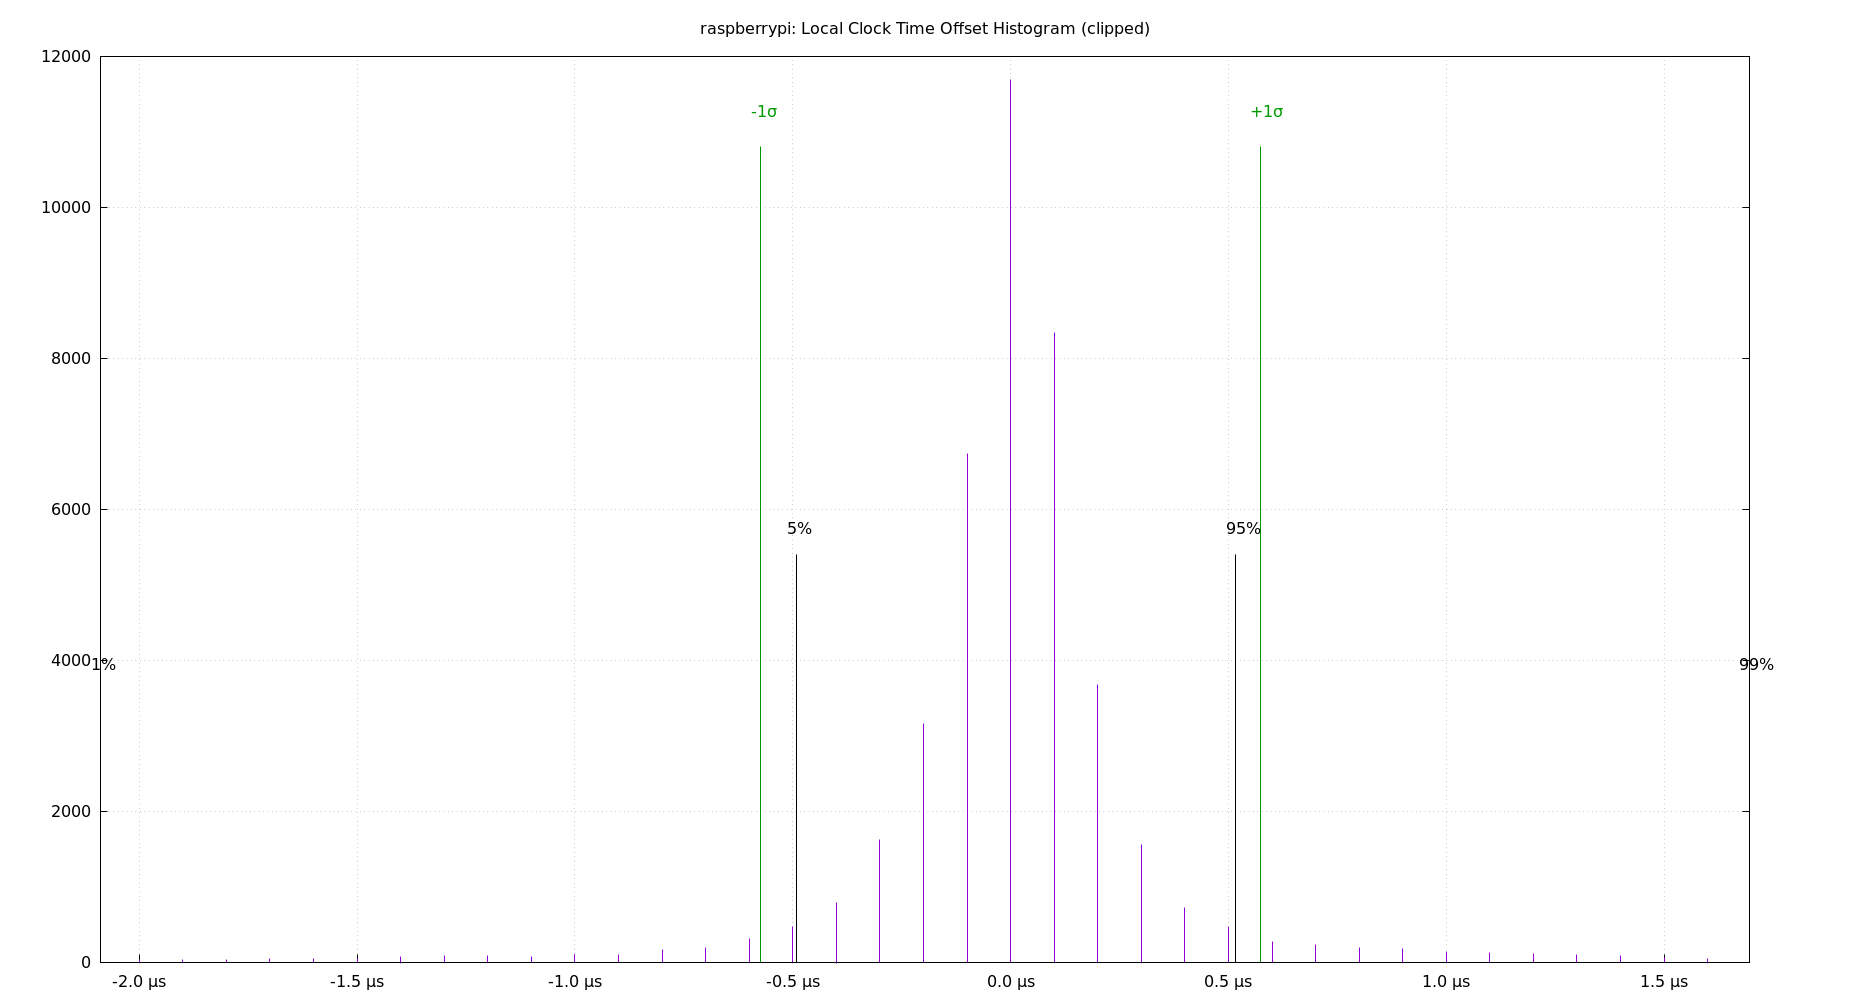 raspberrypi: Local Clock Time Offset Histogram (clipped)
12000
-1σ
+1σ
10000
8000
6000
5%
95%
4000
1%
99%
2000
0
-2.0 µs
-1.5 µs
-1.0 µs
-0.5 µs
0.0 µs
0.5 µs
1.0 µs
1.5 µs